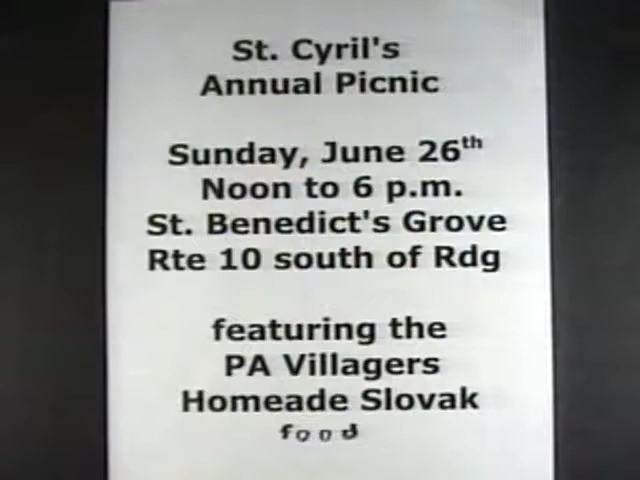 St. Cyril's
Annual Picnic
Sunday, June 26th
Noon to 6 p.m.
St. Benedict's Grove
Rte 10 south of Rdg
featuring the
PA Villagers
Homeade Slovak
food